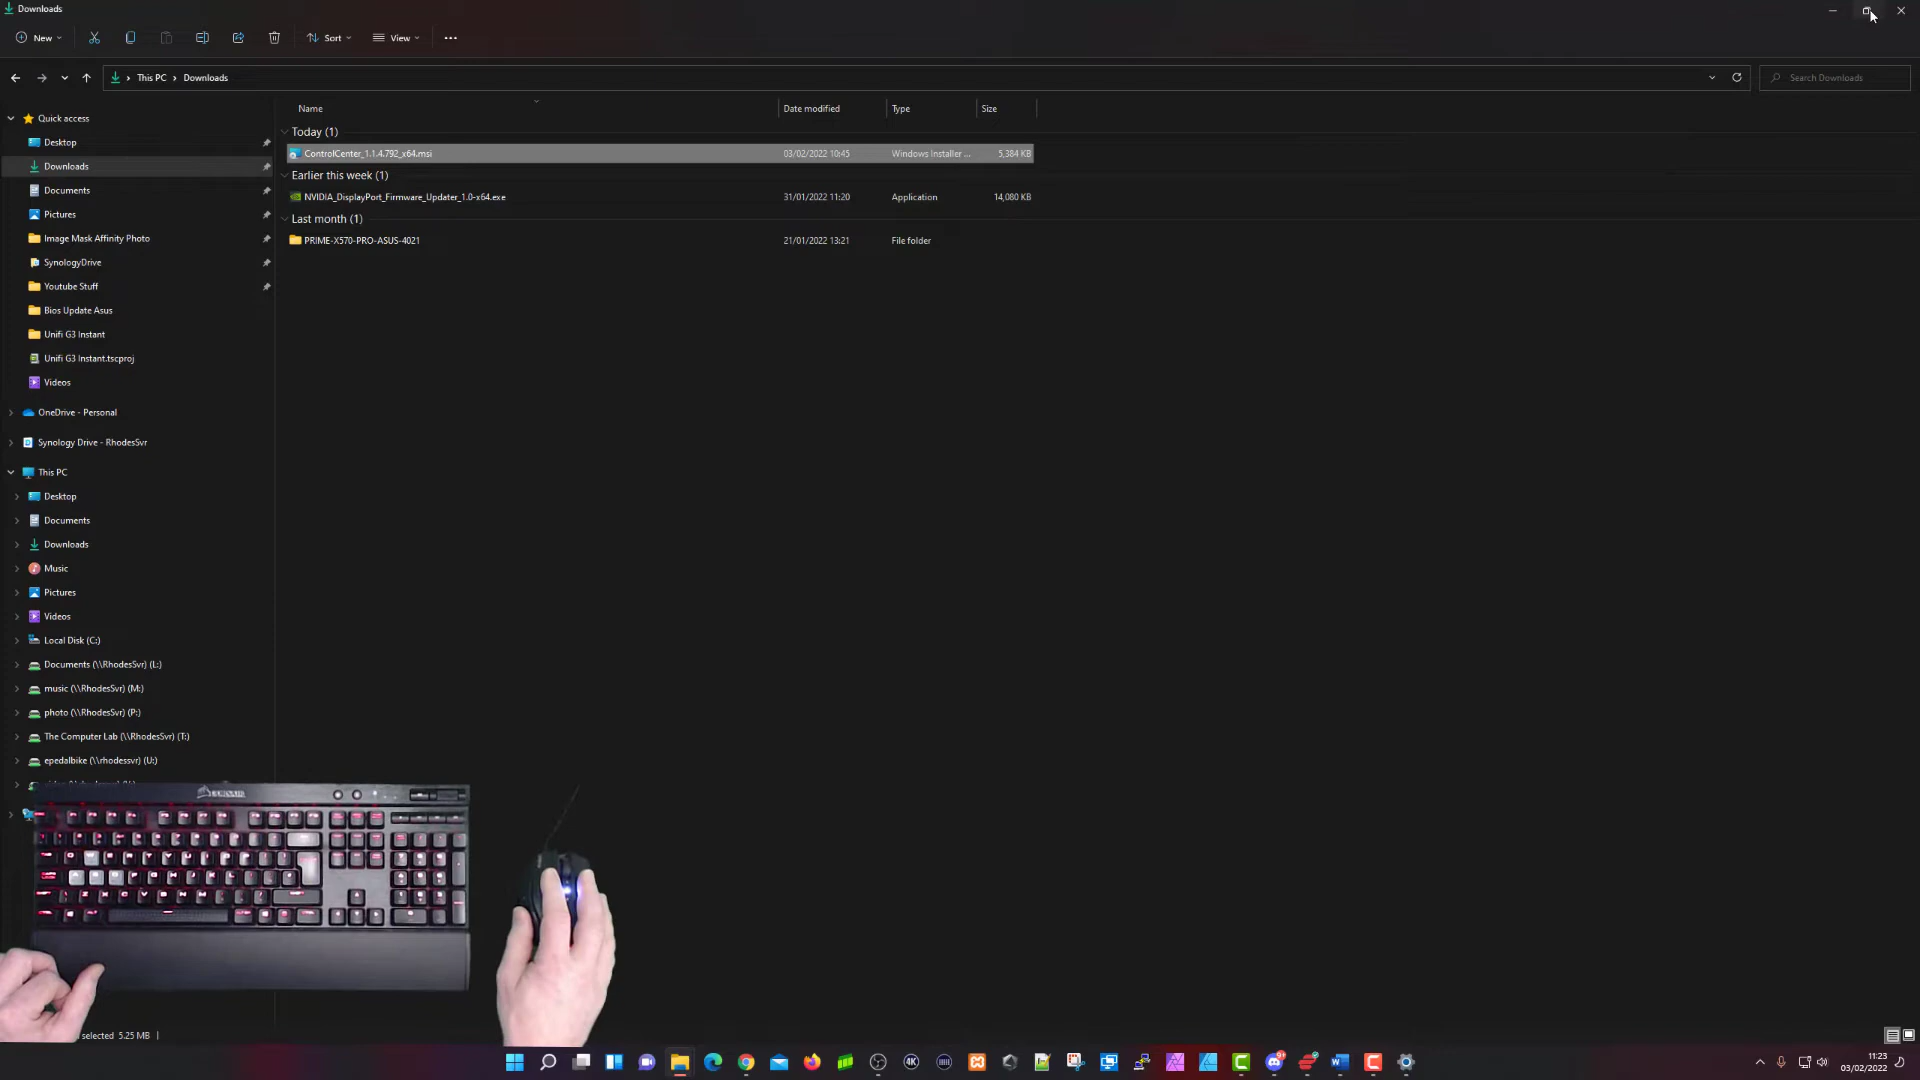 Downloads
New
Sort
View
This PC > Downloads
Search Downloads
Name
Date modified
Type
Size
Quick access
Desktop
Downloads
Documents
Pictures
Image Mask Affinity Photo
SynologyDrive
Youtube Stuff
Bios Update Asus
Unifi G3 Instant
Unifi G3 Instant.tscproj
Videos
OneDrive - Personal
Synology Drive - RhodesSvr
This PC
Desktop
Documents
Downloads
Music
Pictures
Videos
Local Disk (C:)
Documents (\\RhodesSvr) (L:)
music (\\RhodesSvr) (M:)
photo (\\RhodesSvr) (P:)
The Computer Lab (\\RhodesSvr) (T:)
epedalbike (\\rhodessvr) (U:)
Today (1)
ControlCenter_1.1.4.792_x64.msi 03/02/2022 10:45 Windows Installer ... 5,384 KB
Earlier this week (1)
NVIDIA_DisplayPort_Firmware_Updater_1.0-x64.exe 31/01/2022 11:20 Application 14,080 KB
Last month (1)
PRIME-X570-PRO-ASUS-4021 21/01/2022 13:21 File folder
CORSAIR
selected 5.25 MB
11:23
03/02/2022